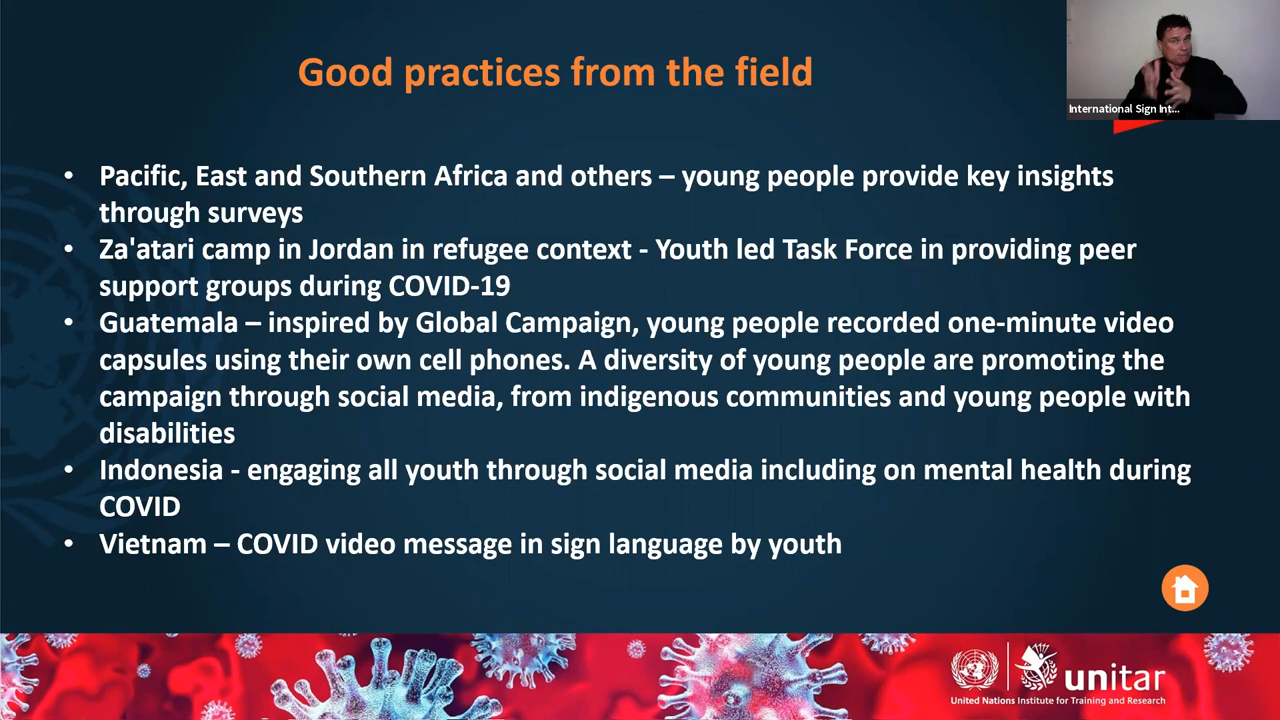 Good practices from the field
International Sign Int...
• Pacific, East and Southern Africa and others – young people provide key insights
through surveys
• Za'atari camp in Jordan in refugee context - Youth led Task Force in providing peer
support groups during COVID-19
• Guatemala – inspired by Global Campaign, young people recorded one-minute video
capsules using their own cell phones. A diversity of young people are promoting the
campaign through social media, from indigenous communities and young people with
disabilities
• Indonesia - engaging all youth through social media including on mental health during
COVID
• Vietnam – COVID video message in sign language by youth
unitar
United Nations Institute for Training and Research